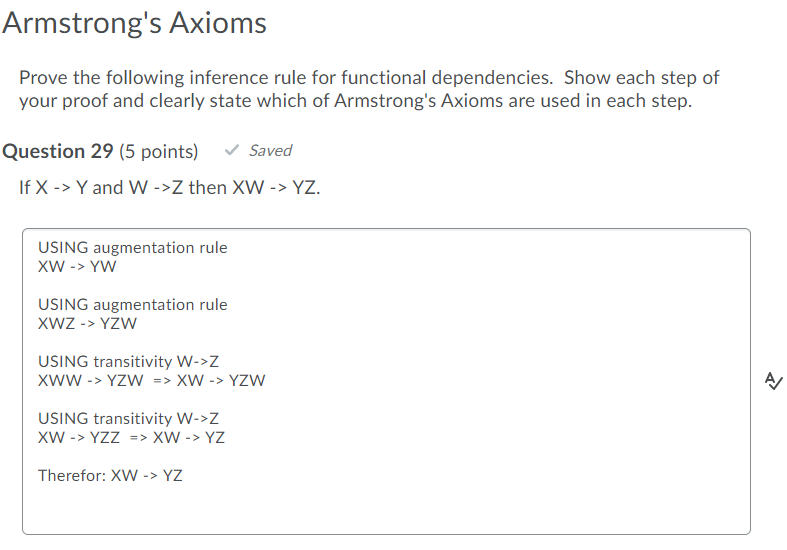 Armstrong's Axioms
Prove the following inference rule for functional dependencies.  Show each step of
your proof and clearly state which of Armstrong's Axioms are used in each step.
Question 29 (5 points) ✓ Saved
If X -> Y and W ->Z then XW -> YZ.
USING augmentation rule
XW -> YW
USING augmentation rule
XWZ -> YZW
USING transitivity W->Z
XWW -> YZW  => XW -> YZW
USING transitivity W->Z
XW -> YZZ  => XW -> YZ
Therefor: XW -> YZ